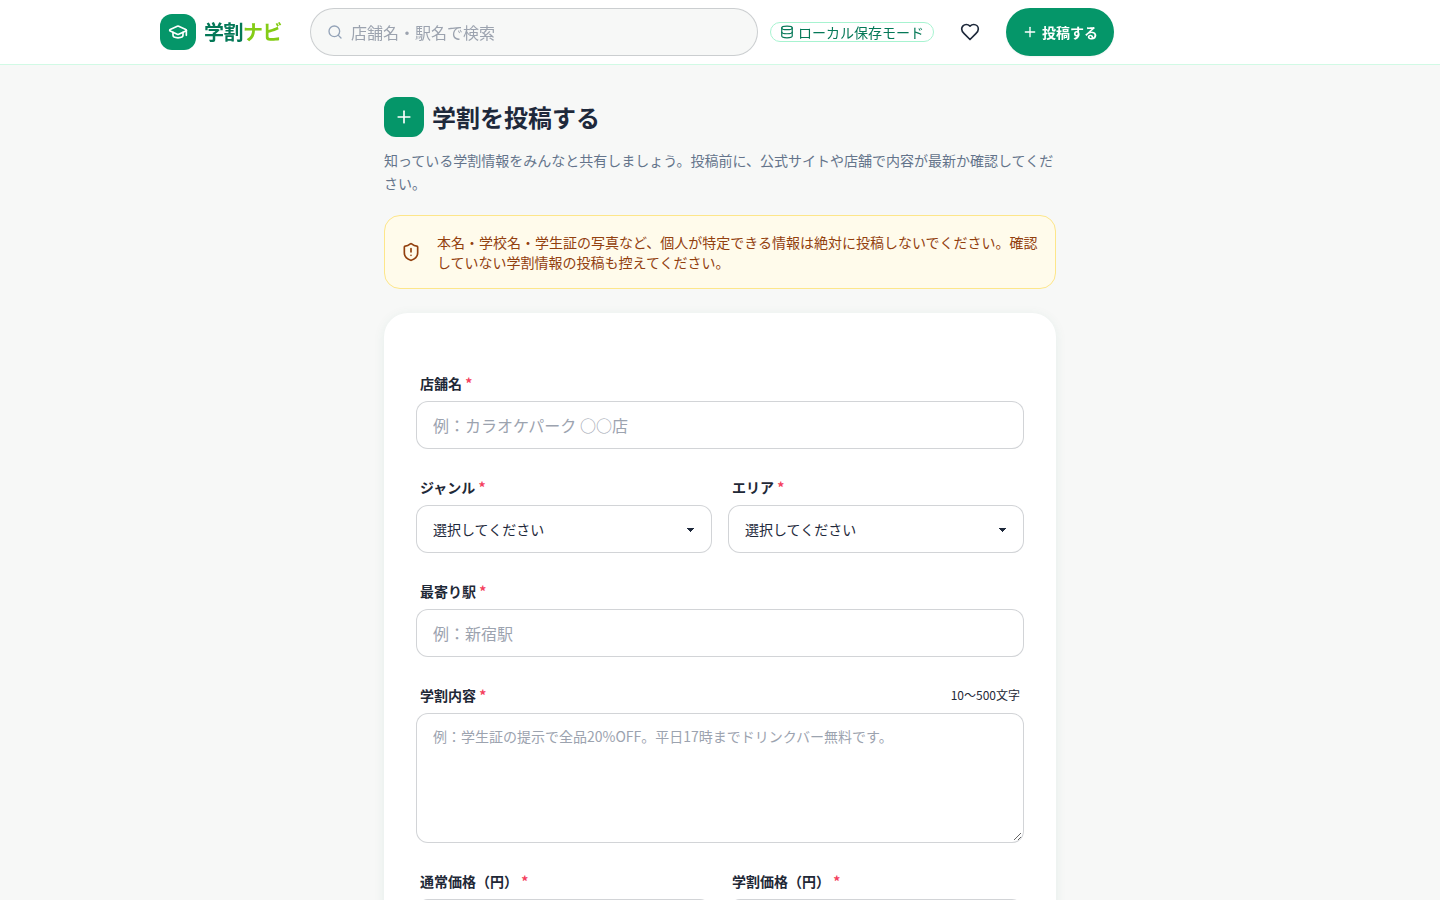 学割ナビ
店舗名・駅名で検索
ローカル保存モード
投稿する
学割を投稿する
知っている学割情報をみんなと共有しましょう。投稿前に、公式サイトや店舗で内容が最新か確認してくだ
さい。
本名・学校名・学生証の写真など、個人が特定できる情報は絶対に投稿しないでください。確認
していない学割情報の投稿も控えてください。
店舗名 *
例：カラオケパーク 〇〇店
ジャンル *
エリア *
選択してください
選択してください
最寄り駅 *
例：新宿駅
学割内容 *
10〜500文字
例：学生証の提示で全品20%OFF。平日17時までドリンクバー無料です。
通常価格（円） *
学割価格（円） *